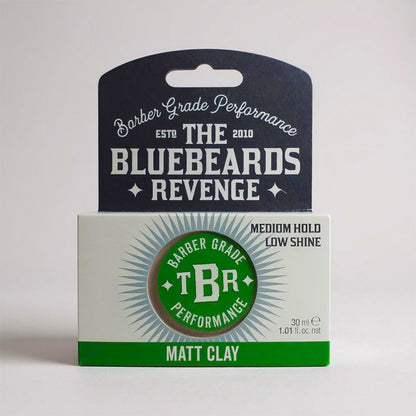 Barber Grade Performance
ESTD THE 2010
BLUEBEARDS
REVENGE
MEDIUM HOLD
LOW SHINE
BARBER GRADE
TBR
PERFORMANCE
30 ml ℮
1.01 fl. oz
MATT CLAY